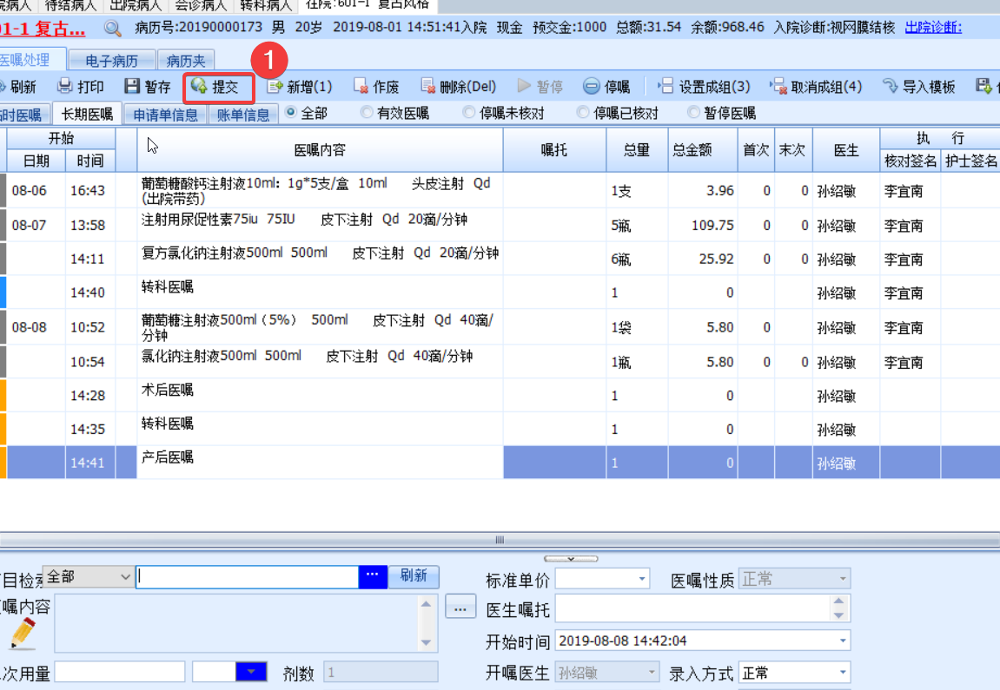 病人 待结病人 出院病人 会诊病人 转科病人 住院:601-1 复古风格
01-1 复古... 病历号:20190000173 男 20岁 2019-08-01 14:51:41入院 现金 预交金:1000 总额:31.54 余额:968.46 入院诊断:视网膜结核 出院诊断:
医嘱处理 电子病历 病历夹
1
刷新 打印 暂存 提交 新增(1) 作废 删除(Del) 暂停 停嘱 设置成组(3) 取消成组(4) 导入模板
时医嘱 长期医嘱 申请单信息 账单信息 全部 有效医嘱 停嘱未核对 停嘱已核对 暂停医嘱
开始 医嘱内容 嘱托 总量 总金额 首次 末次 医生 执 行
日期 时间 核对签名 护士签名
08-06 16:43 葡萄糖酸钙注射液10ml: 1g*5支/盒 10ml 头皮注射 Qd 1支 3.96 0 0 孙绍敏 李宜南
(出院带药)
08-07 13:58 注射用尿促性素75iu 75IU 皮下注射 Qd 20滴/分钟 5瓶 109.75 0 0 孙绍敏 李宜南
14:11 复方氯化钠注射液500ml 500ml 皮下注射 Qd 20滴/分钟 6瓶 25.92 0 0 孙绍敏 李宜南
14:40 转科医嘱 1 0 孙绍敏 李宜南
08-08 10:52 葡萄糖注射液500ml（5%） 500ml 皮下注射 Qd 40滴/ 1袋 5.80 0 孙绍敏 李宜南
分钟
10:54 氯化钠注射液500ml 500ml 皮下注射 Qd 40滴/分钟 1瓶 5.80 0 0 孙绍敏 李宜南
14:28 术后医嘱 1 0 孙绍敏
14:35 转科医嘱 1 0 孙绍敏
14:41 产后医嘱 1 0 孙绍敏
目检索 全部 ... 刷新 标准单价 医嘱性质 正常
嘱内容 ... 医生嘱托
开始时间 2019-08-08 14:42:04
次用量 剂数 1 开嘱医生 孙绍敏 录入方式 正常